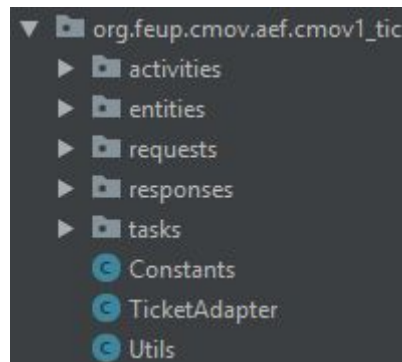 org.feup.cmov.aef.cmov1_tic
activities
entities
requests
responses
tasks
C Constants
C TicketAdapter
C Utils